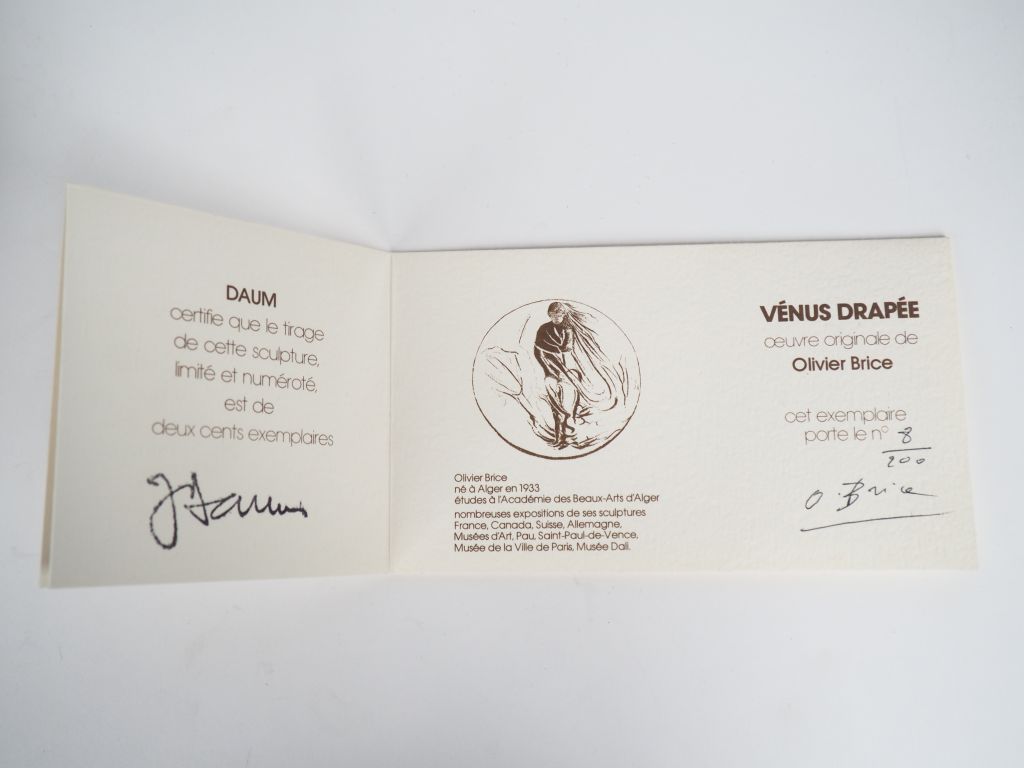 DAUM
certifie que le tirage
de cette sculpture,
limité et numéroté,
est de
deux cents exemplaires
J Daum
Olivier Brice
né à Alger en 1933
études à l'Académie des Beaux-Arts d'Alger
nombreuses expositions de ses sculptures
France, Canada, Suisse, Allemagne,
Musées d'Art, Pau, Saint-Paul-de-Vence,
Musée de la Ville de Paris, Musée Dali.
VÉNUS DRAPÉE
œuvre originale de
Olivier Brice
cet exemplaire
porte le n° 8
200
O. Brice